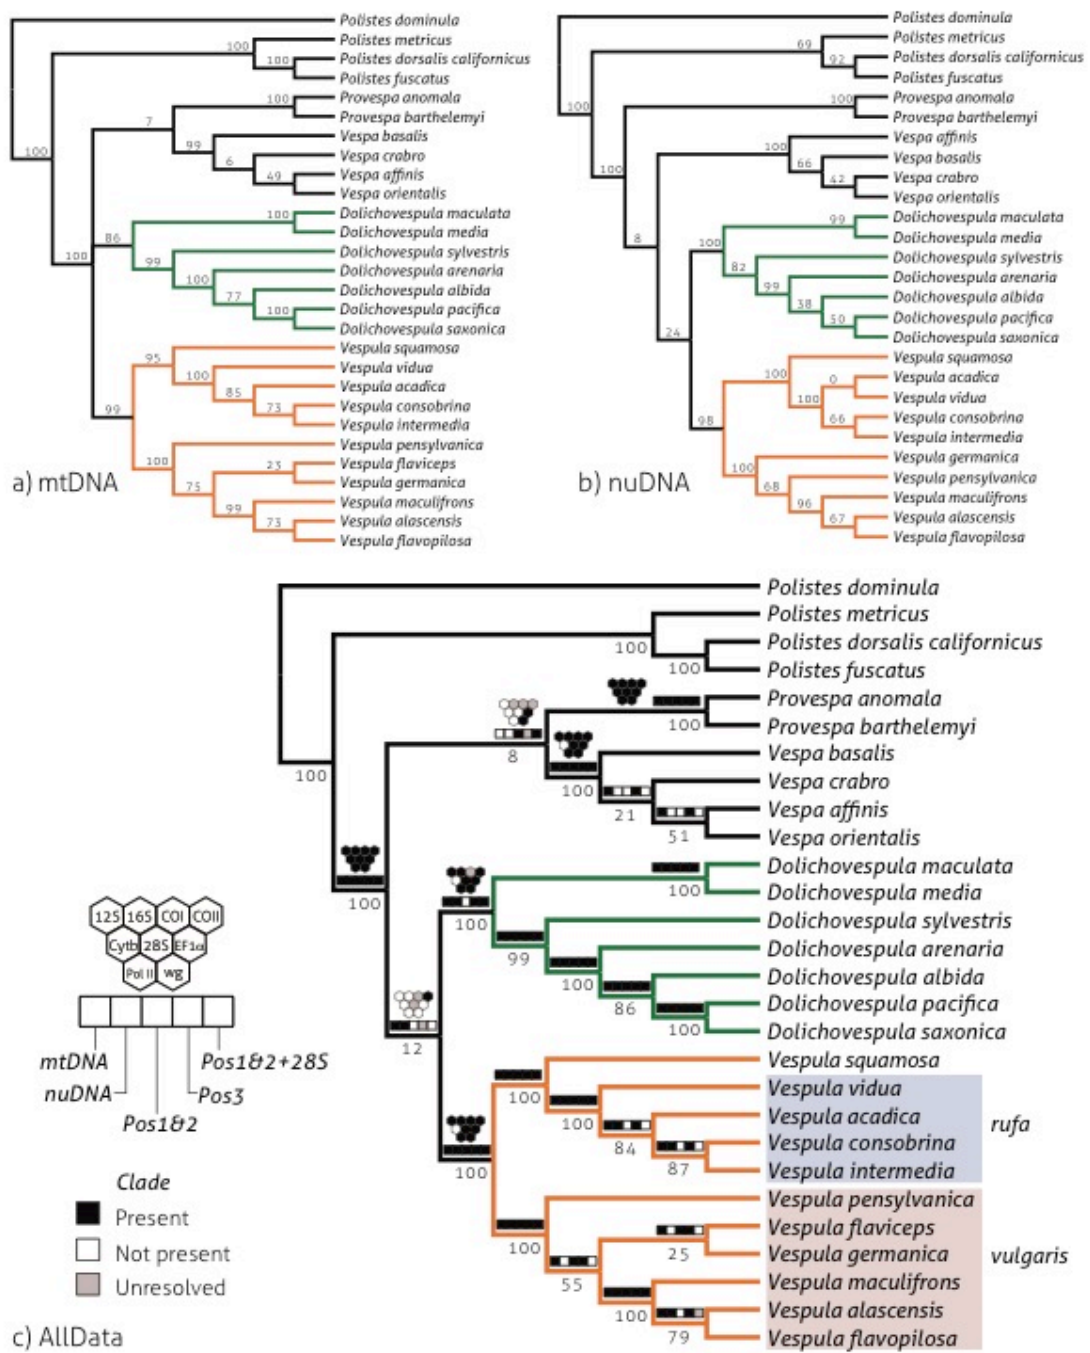 Polistes dominula
100
Polistes metricus
100
Polistes dorsalis californicus
Polistes fuscatus
100
Provespa anomala
Provespa barthelemyi
7
Vespa basalis
99
Vespa crabro
6
Vespa affinis
49
Vespa orientalis
100
100
Dolichovespula maculata
Dolichovespula media
86
Dolichovespula sylvestris
99
Dolichovespula arenaria
100
Dolichovespula albida
77
Dolichovespula pacifica
100
Dolichovespula saxonica
100
Vespula squamosa
95
Vespula vidua
100
Vespula acadica
85
Vespula consobrina
73
Vespula intermedia
99
Vespula pensylvanica
100
Vespula flaviceps
23
Vespula germanica
75
Vespula maculifrons
99
Vespula alascensis
73
Vespula flavopilosa
a) mtDNA
Polistes dominula
Polistes metricus
69
Polistes dorsalis californicus
92
Polistes fuscatus
100
Provespa anomala
100
Provespa barthelemyi
Vespa affinis
100
Vespa basalis
66
Vespa crabro
42
Vespa orientalis
100
Dolichovespula maculata
99
Dolichovespula media
8
100
Dolichovespula sylvestris
82
Dolichovespula arenaria
99
Dolichovespula albida
38
Dolichovespula pacifica
50
Dolichovespula saxonica
24
Vespula squamosa
100
Vespula acadica
0
Vespula vidua
100
Vespula consobrina
66
Vespula intermedia
98
Vespula germanica
100
Vespula pensylvanica
68
Vespula maculifrons
96
Vespula alascensis
67
Vespula flavopilosa
b) nuDNA
Polistes dominula
Polistes metricus
100
Polistes dorsalis californicus
100
Polistes fuscatus
Provespa anomala
100
Provespa barthelemyi
8
Vespa basalis
100
100
Vespa crabro
21
Vespa affinis
51
Vespa orientalis
Dolichovespula maculata
100
Dolichovespula media
100
100
Dolichovespula sylvestris
99
Dolichovespula arenaria
100
Dolichovespula albida
86
Dolichovespula pacifica
100
Dolichovespula saxonica
12
Vespula squamosa
100
Vespula vidua
100
Vespula acadica
84
Vespula consobrina
87
Vespula intermedia
rufa
100
Vespula pensylvanica
100
Vespula flaviceps
25
Vespula germanica
vulgaris
55
Vespula maculifrons
100
Vespula alascensis
79
Vespula flavopilosa
12S 16S COI COII
Cytb 28S EF1α
Pol II wg
mtDNA
Pos1&2+28S
nuDNA
Pos3
Pos1&2
Clade
Present
Not present
Unresolved
c) AllData